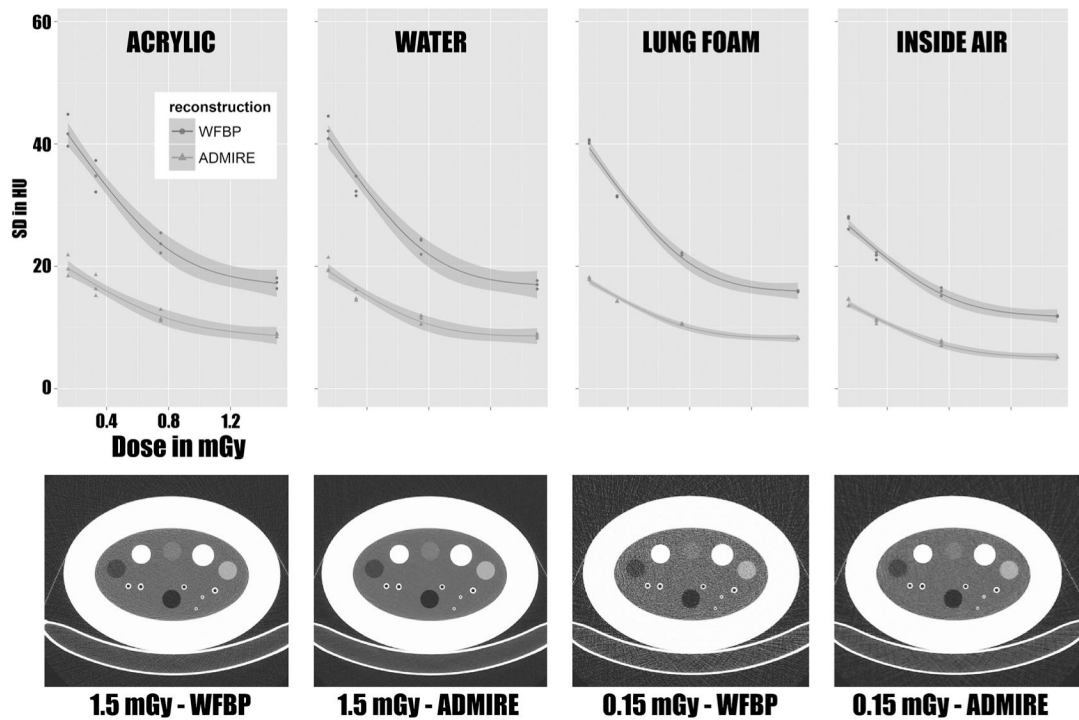 60
ACRYLIC
WATER
LUNG FOAM
INSIDE AIR
reconstruction
WFBP
ADMIRE
40
SD in HU
20
0
0.4 0.8 1.2
Dose in mGy
1.5 mGy - WFBP
1.5 mGy - ADMIRE
0.15 mGy - WFBP
0.15 mGy - ADMIRE